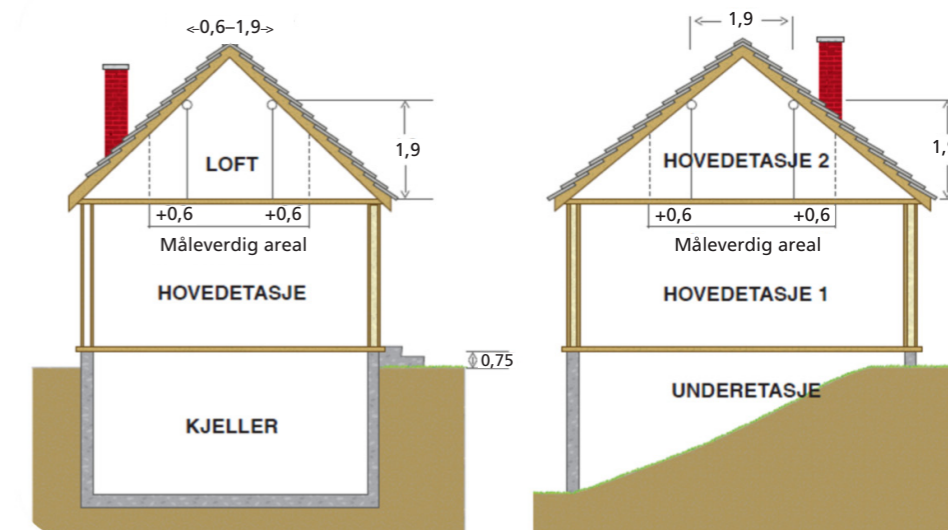 0,6–1,9
1,9
LOFT
+0,6 +0,6
Måleverdig areal
HOVEDETASJE
0,75
KJELLER
1,9
HOVEDETASJE 2
+0,6 +0,6
Måleverdig areal
HOVEDETASJE 1
UNDERETASJE